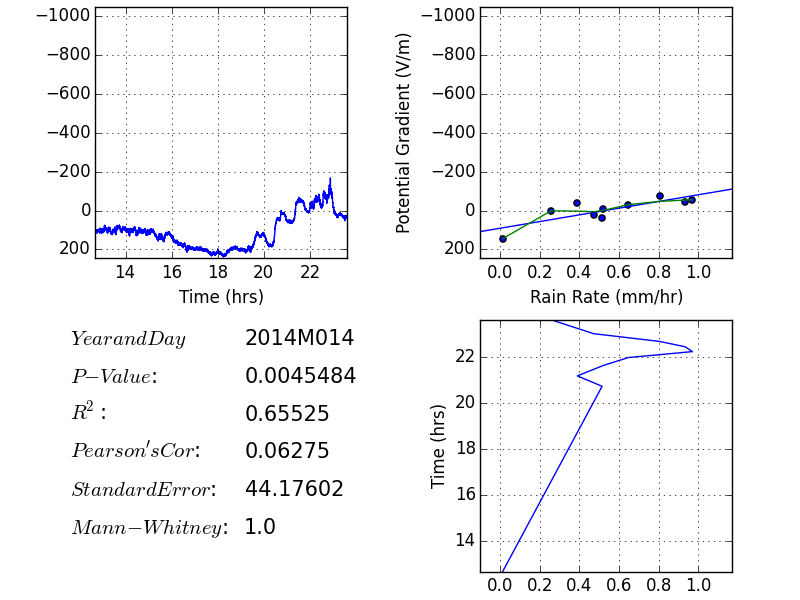 −1000
−800
−600
−400
−200
0
200
14 16 18 20 22
Time (hrs)
Potential Gradient (V/m)
−1000
−800
−600
−400
−200
0
200
0.0 0.2 0.4 0.6 0.8 1.0
Rain Rate (mm/hr)
YearandDay 2014M014
P−Value: 0.0045484
R²: 0.65525
Pearson'sCor: 0.06275
StandardError: 44.17602
Mann−Whitney: 1.0
Time (hrs)
22
20
18
16
14
0.0 0.2 0.4 0.6 0.8 1.0